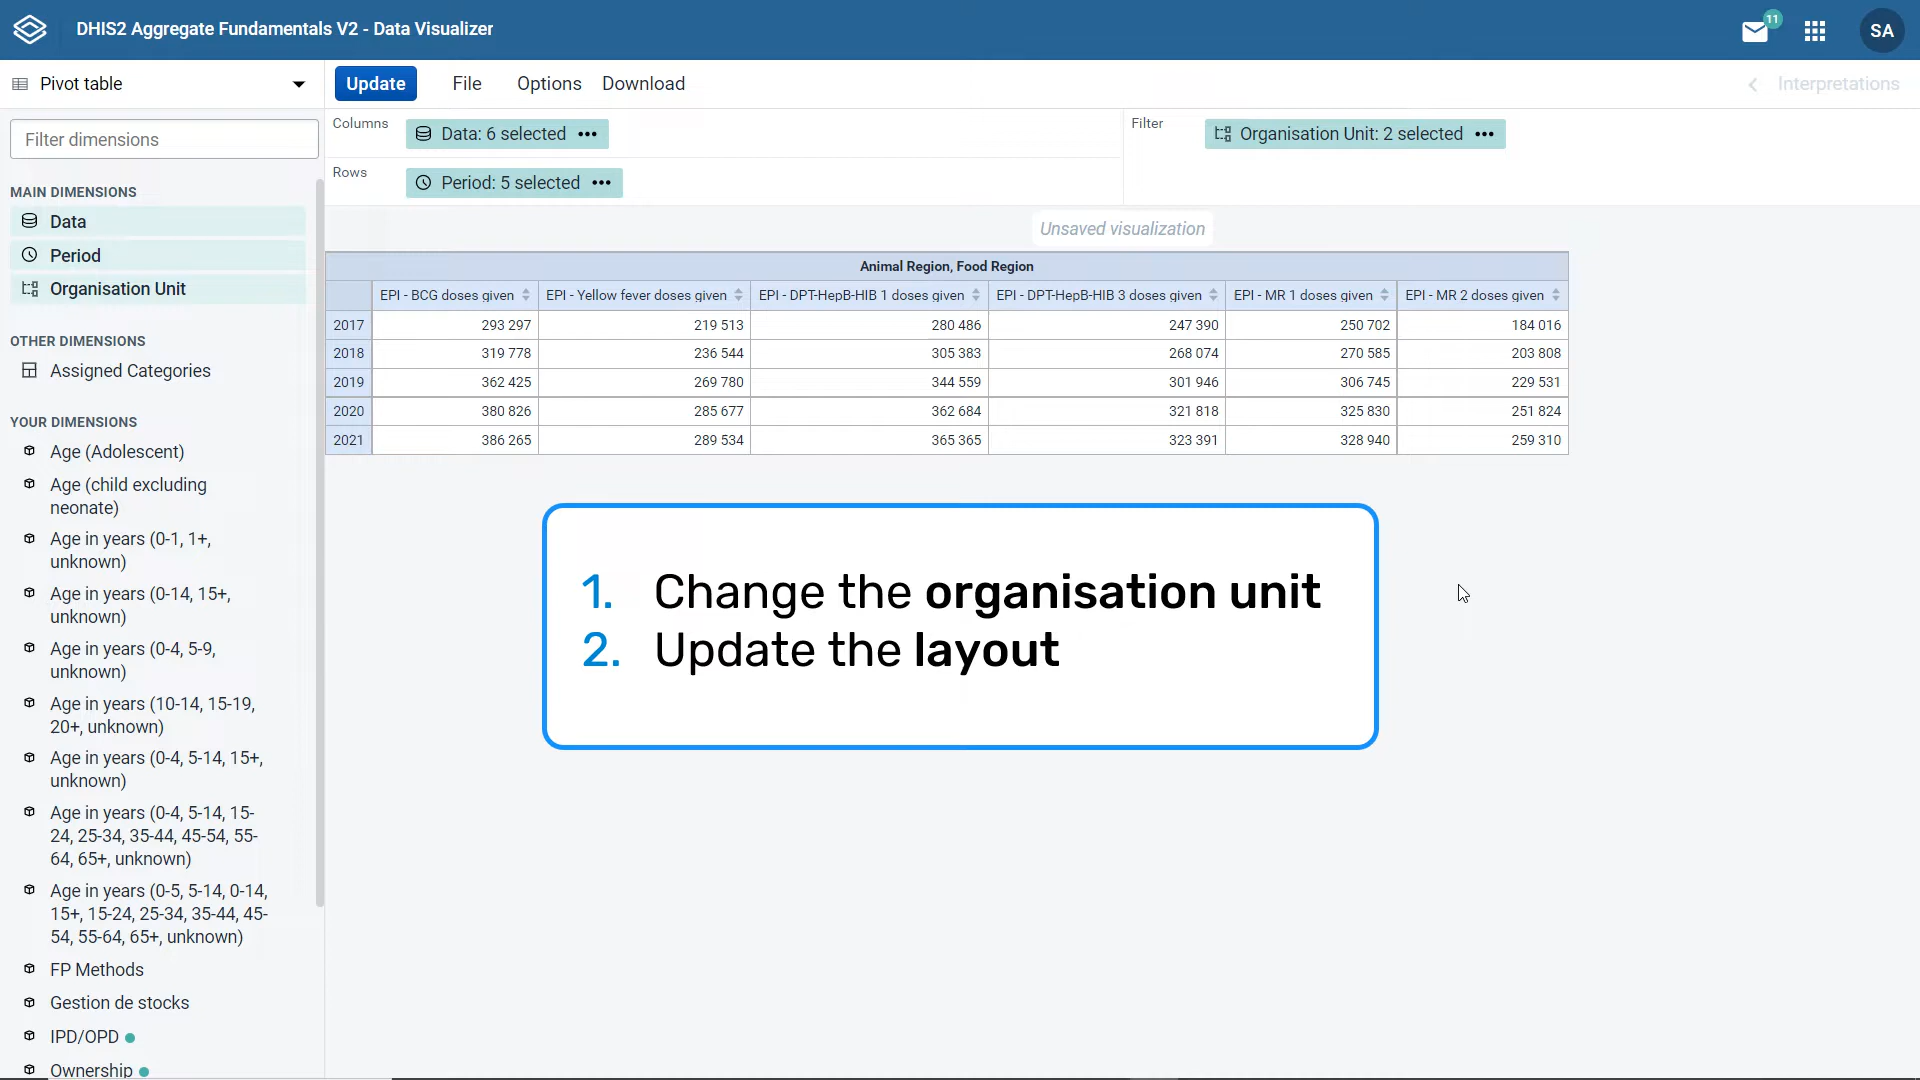 DHIS2 Aggregate Fundamentals V2 - Data Visualizer
11
SA
Pivot table
Update
File
Options
Download
Interpretations
Filter dimensions
Columns
Data: 6 selected
Filter
Organisation Unit: 2 selected
Rows
Period: 5 selected
MAIN DIMENSIONS
Data
Period
Organisation Unit
OTHER DIMENSIONS
Assigned Categories
YOUR DIMENSIONS
Age (Adolescent)
Age (child excluding
neonate)
Age in years (0-1, 1+,
unknown)
Age in years (0-14, 15+,
unknown)
Age in years (0-4, 5-9,
unknown)
Age in years (10-14, 15-19,
20+, unknown)
Age in years (0-4, 5-14, 15+,
unknown)
Age in years (0-4, 5-14, 15-
24, 25-34, 35-44, 45-54, 55-
64, 65+, unknown)
Age in years (0-5, 5-14, 0-14,
15+, 15-24, 25-34, 35-44, 45-
54, 55-64, 65+, unknown)
FP Methods
Gestion de stocks
IPD/OPD
Ownership
Unsaved visualization
Animal Region, Food Region
EPI - BCG doses given EPI - Yellow fever doses given EPI - DPT-HepB-HIB 1 doses given EPI - DPT-HepB-HIB 3 doses given EPI - MR 1 doses given EPI - MR 2 doses given
2017 293 297 219 513 280 486 247 390 250 702 184 016
2018 319 778 236 544 305 383 268 074 270 585 203 808
2019 362 425 269 780 344 559 301 946 306 745 229 531
2020 380 826 285 677 362 684 321 818 325 830 251 824
2021 386 265 289 534 365 365 323 391 328 940 259 310
1. Change the organisation unit
2. Update the layout